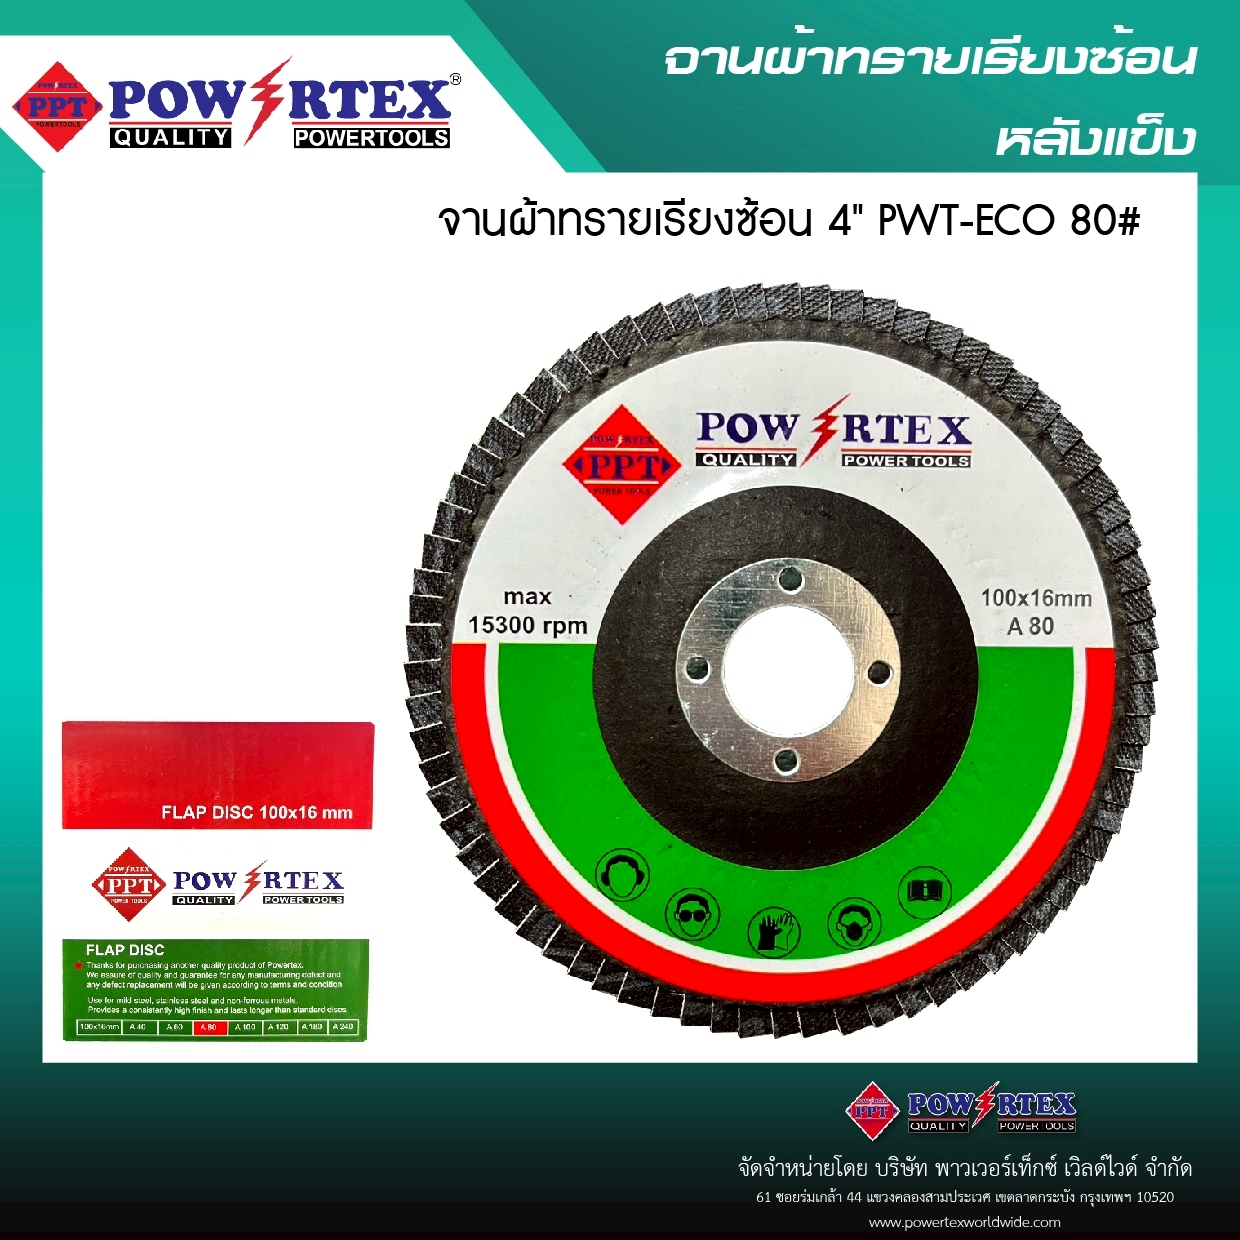 จานผ้าทรายเรียงซ้อน
หลังแข็ง
POWERTEX
PPT
POWERTOOLS
POWERTEX®
QUALITY POWERTOOLS
จานผ้าทรายเรียงซ้อน 4" PWT-ECO 80#
POWERTEX
PPT
POWER TOOLS
POWERTEX
QUALITY POWER TOOLS
max
15300 rpm
100x16mm
A 80
FLAP DISC 100x16 mm
POWERTEX
PPT
POWER-TOOLS
POWERTEX
QUALITY POWER TOOLS
FLAP DISC
Thanks for purchasing another quality product of Powertex.
We assure of quality and guarantee for any manufacturing defect and
any defect replacement will be given according to terms and condition
Use for mild steel, stainless steel and non-ferrous metals.
Provides a consistently high finish and lasts longer than standard discs.
100x16mm A 40 A 60 A 80 A 100 A 120 A 180 A 240
PPT
POWERTEX
QUALITY POWERTOOLS
จัดจำหน่ายโดย บริษัท พาวเวอร์เท็กซ์ เวิลด์ไวด์ จำกัด
61 ซอยร่มเกล้า 44 แขวงคลองสามประเวศ เขตลาดกระบัง กรุงเทพฯ 10520
www.powertexworldwide.com